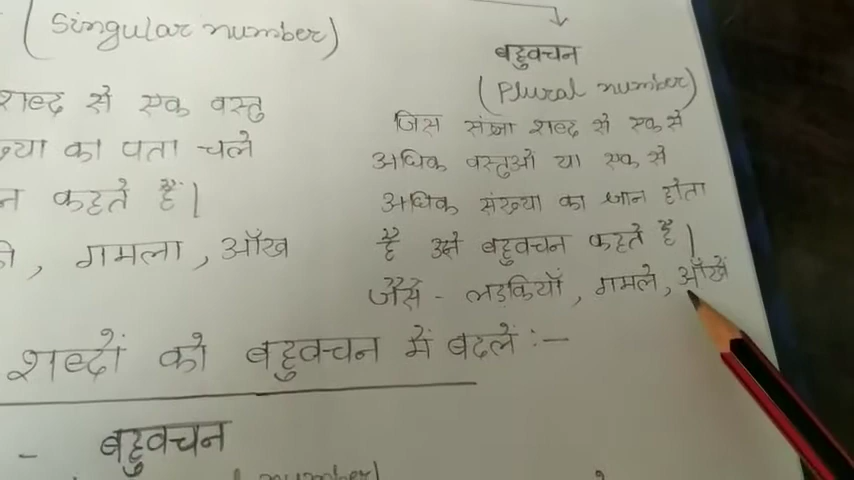 (Singular number)
शब्द से एक वस्तु
का पता चले
कहते हैं|
, गमला, आँख
बहुवचन
(Plural number)
जिस संज्ञा शब्द से एक से
अधिक वस्तुओं या एक से
अधिक संख्या का ज्ञान होता
है उसे बहुवचन कहते हैं|
जैसे - लड़कियाँ, गमले, आँखें
शब्दों को बहुवचन में बदलें :-
- बहुवचन
number)